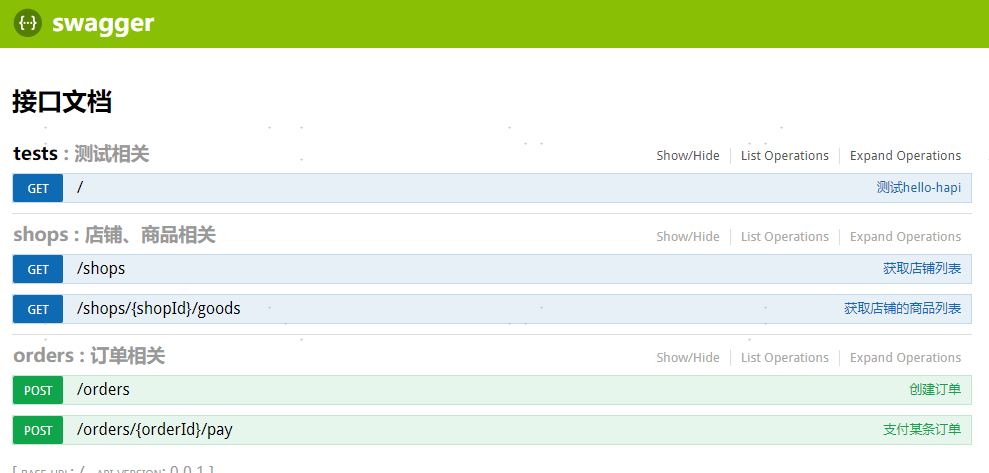 {···} swagger
接口文档
tests : 测试相关 Show/Hide List Operations Expand Operations
GET / 测试hello-hapi
shops : 店铺、商品相关 Show/Hide List Operations Expand Operations
GET /shops 获取店铺列表
GET /shops/{shopId}/goods 获取店铺的商品列表
orders : 订单相关 Show/Hide List Operations Expand Operations
POST /orders 创建订单
POST /orders/{orderId}/pay 支付某条订单
[ BASE URL: / , API VERSION: 0.0.1 ]